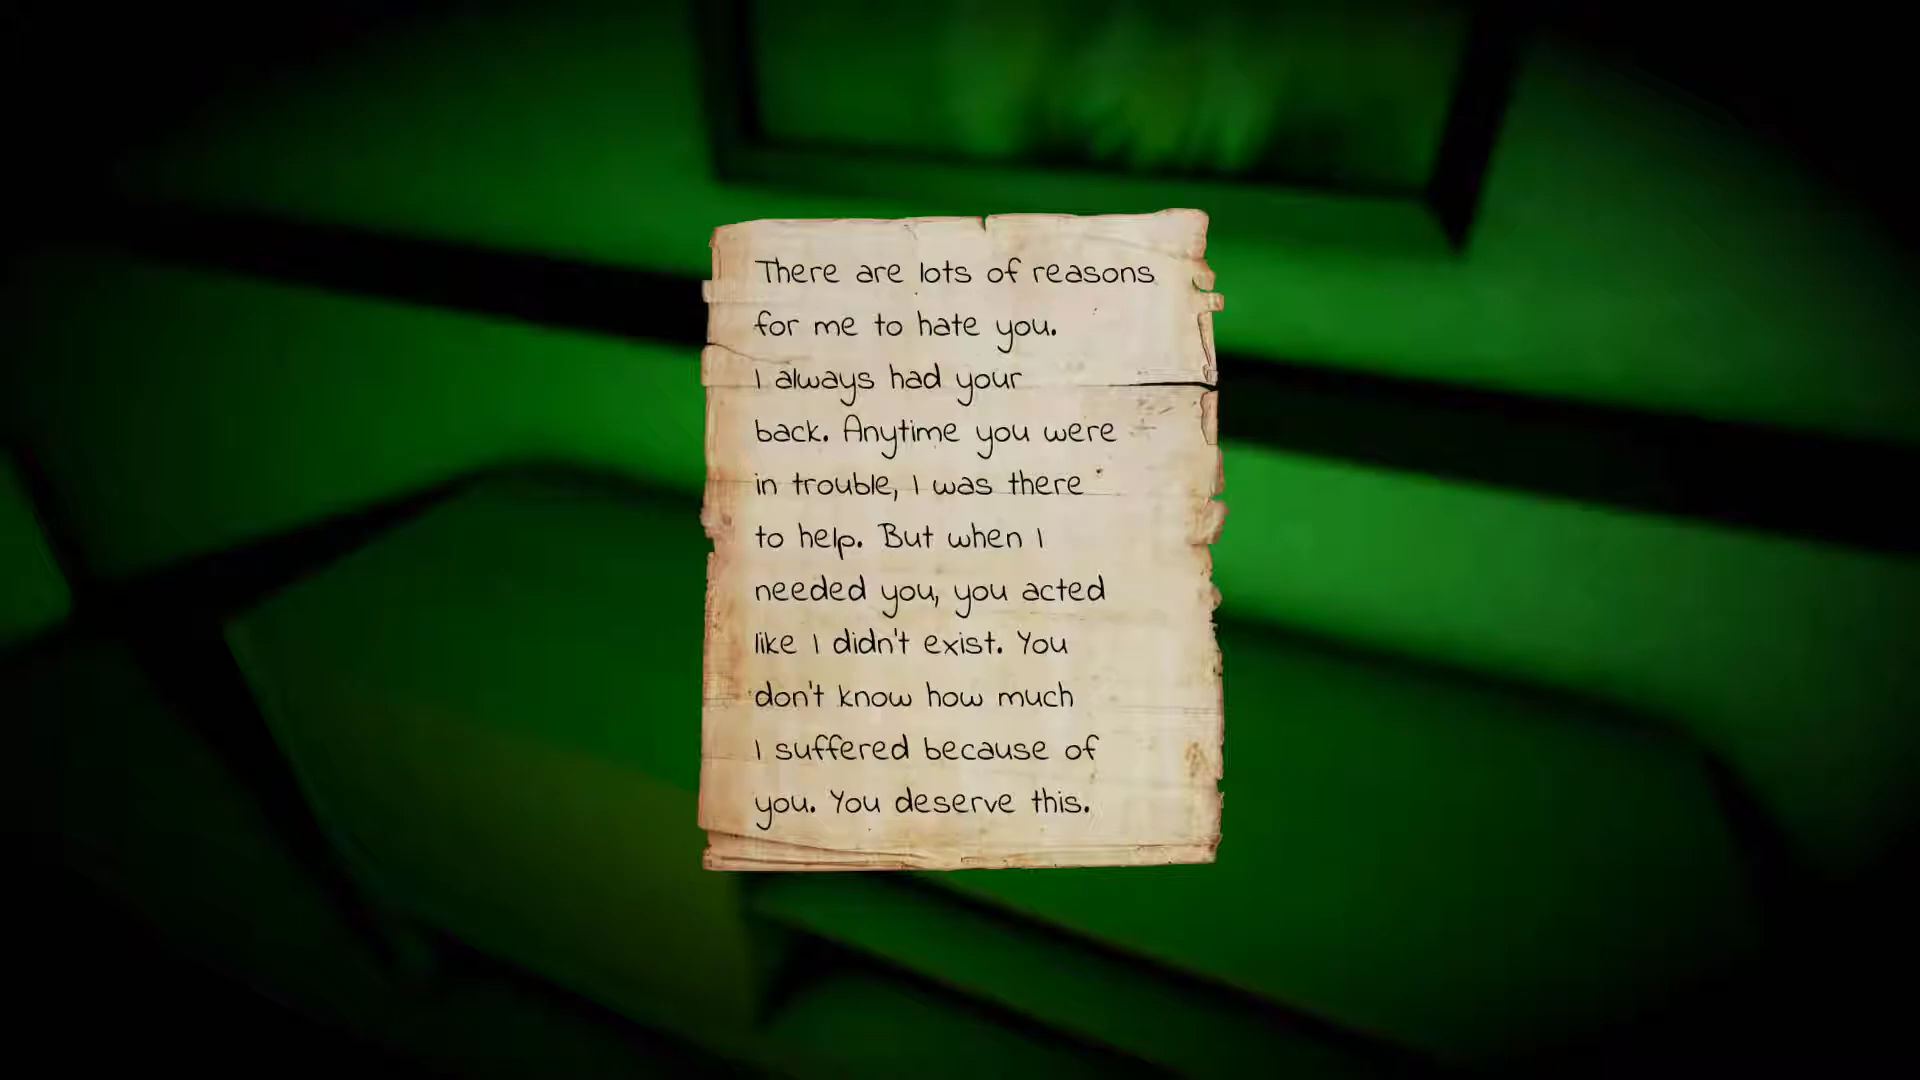 There are lots of reasons
for me to hate you.
I always had your
back. Anytime you were
in trouble, I was there
to help. But when I
needed you, you acted
like I didn't exist. You
don't know how much
I suffered because of
you. You deserve this.